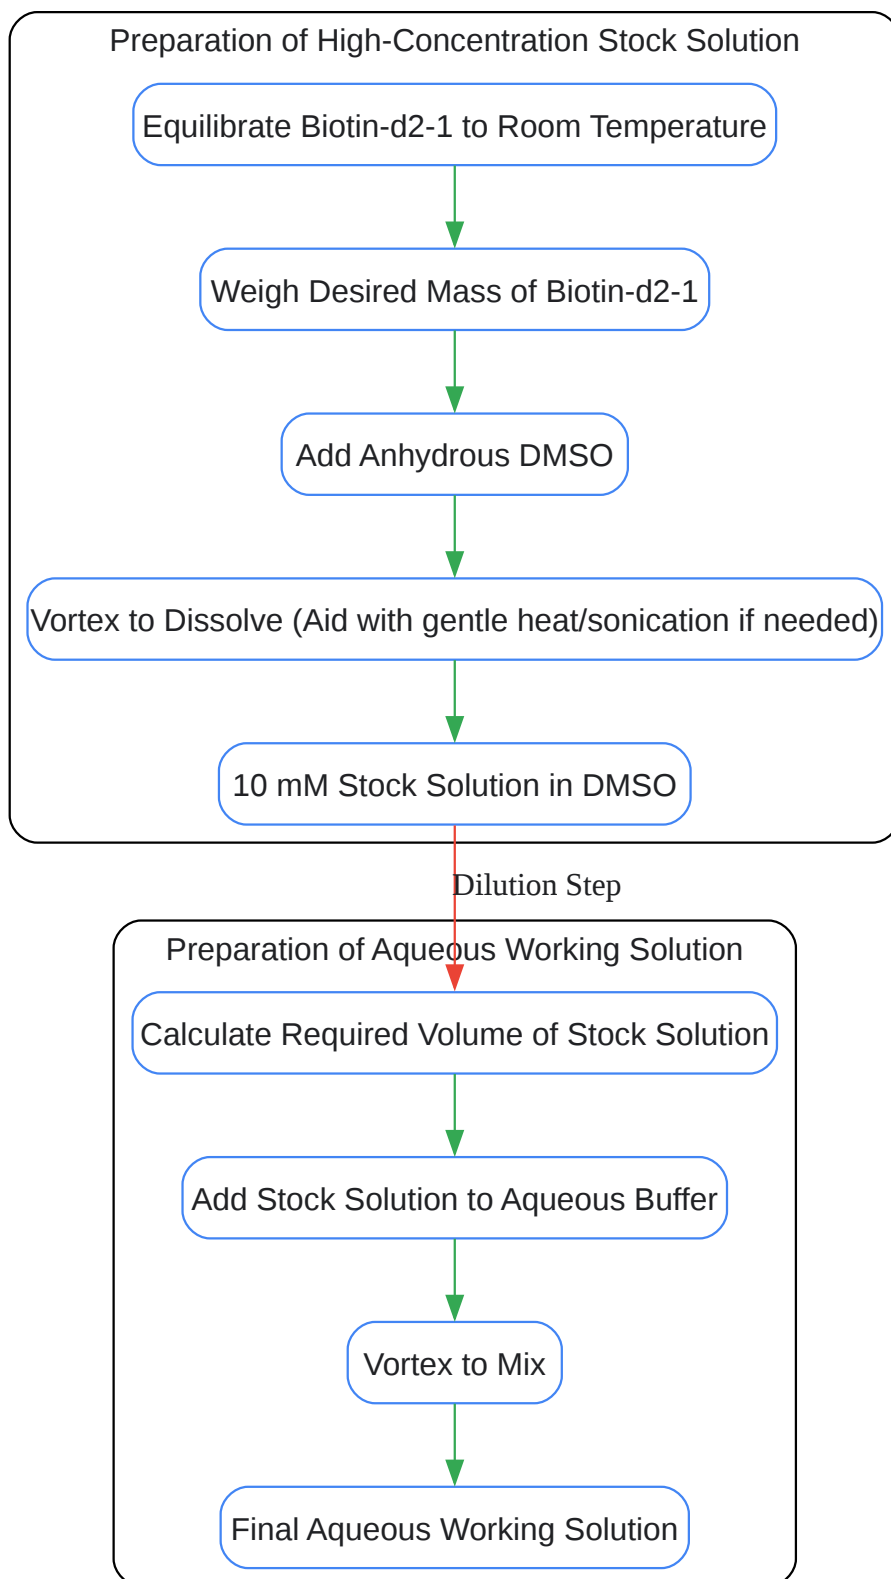 Preparation of High-Concentration Stock Solution
Equilibrate Biotin-d2-1 to Room Temperature
Weigh Desired Mass of Biotin-d2-1
Add Anhydrous DMSO
Vortex to Dissolve (Aid with gentle heat/sonication if needed)
10 mM Stock Solution in DMSO
Dilution Step
Preparation of Aqueous Working Solution
Calculate Required Volume of Stock Solution
Add Stock Solution to Aqueous Buffer
Vortex to Mix
Final Aqueous Working Solution